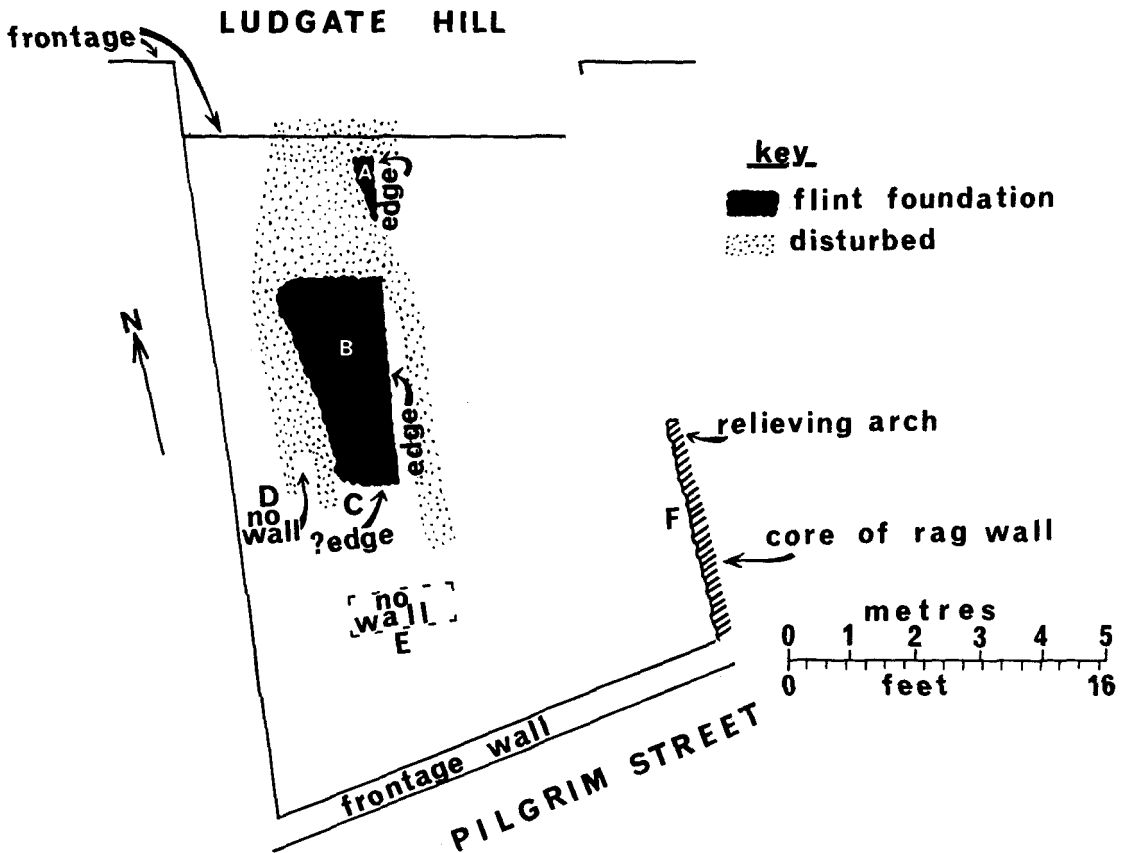 LUDGATE HILL
frontage
key
flint foundation
disturbed
A
edge
N
B
edge
relieving arch
F
core of rag wall
D
no
wall
C
?edge
no
wall
E
metres
0 1 2 3 4 5
0 feet 16
frontage wall
PILGRIM STREET